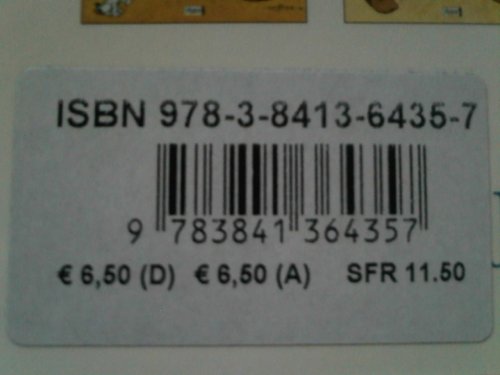 ISBN 978-3-8413-6435-7
9 783841 364357
€ 6,50 (D) € 6,50 (A) SFR 11.50